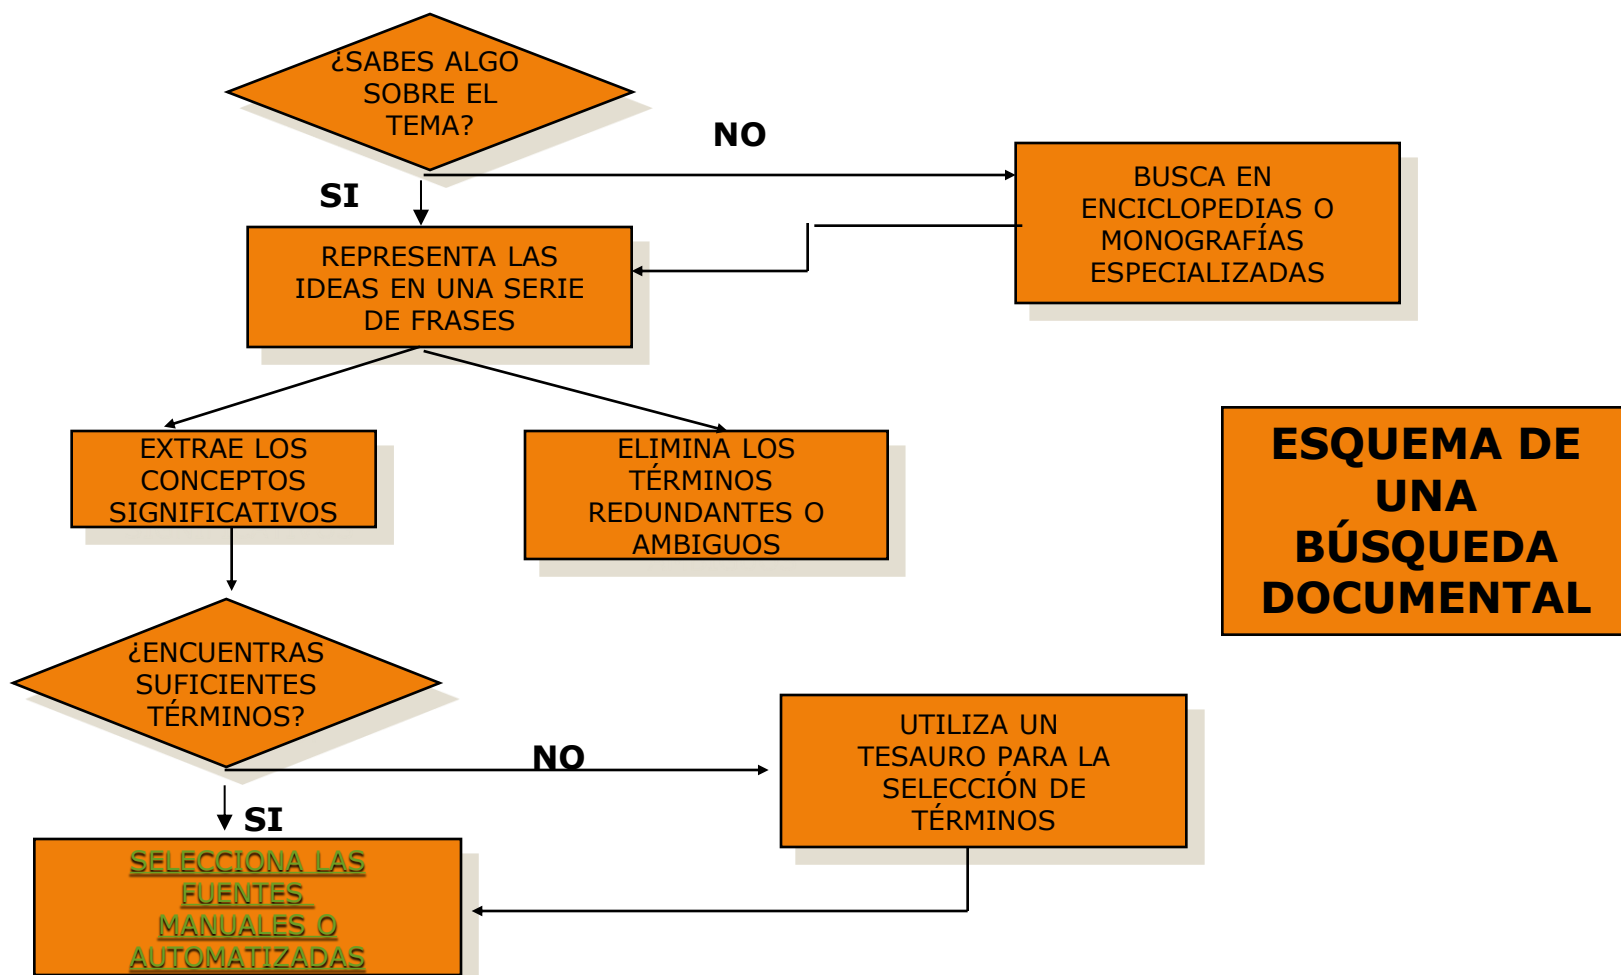 ¿SABES ALGO
SOBRE EL
TEMA?
NO
SI
BUSCA EN
ENCICLOPEDIAS O
MONOGRAFÍAS
ESPECIALIZADAS
REPRESENTA LAS
IDEAS EN UNA SERIE
DE FRASES
EXTRAE LOS
CONCEPTOS
SIGNIFICATIVOS
ELIMINA LOS
TÉRMINOS
REDUNDANTES O
AMBIGUOS
ESQUEMA DE
UNA
BÚSQUEDA
DOCUMENTAL
¿ENCUENTRAS
SUFICIENTES
TÉRMINOS?
NO
SI
UTILIZA UN
TESAURO PARA LA
SELECCIÓN DE
TÉRMINOS
SELECCIONA LAS
FUENTES
MANUALES O
AUTOMATIZADAS